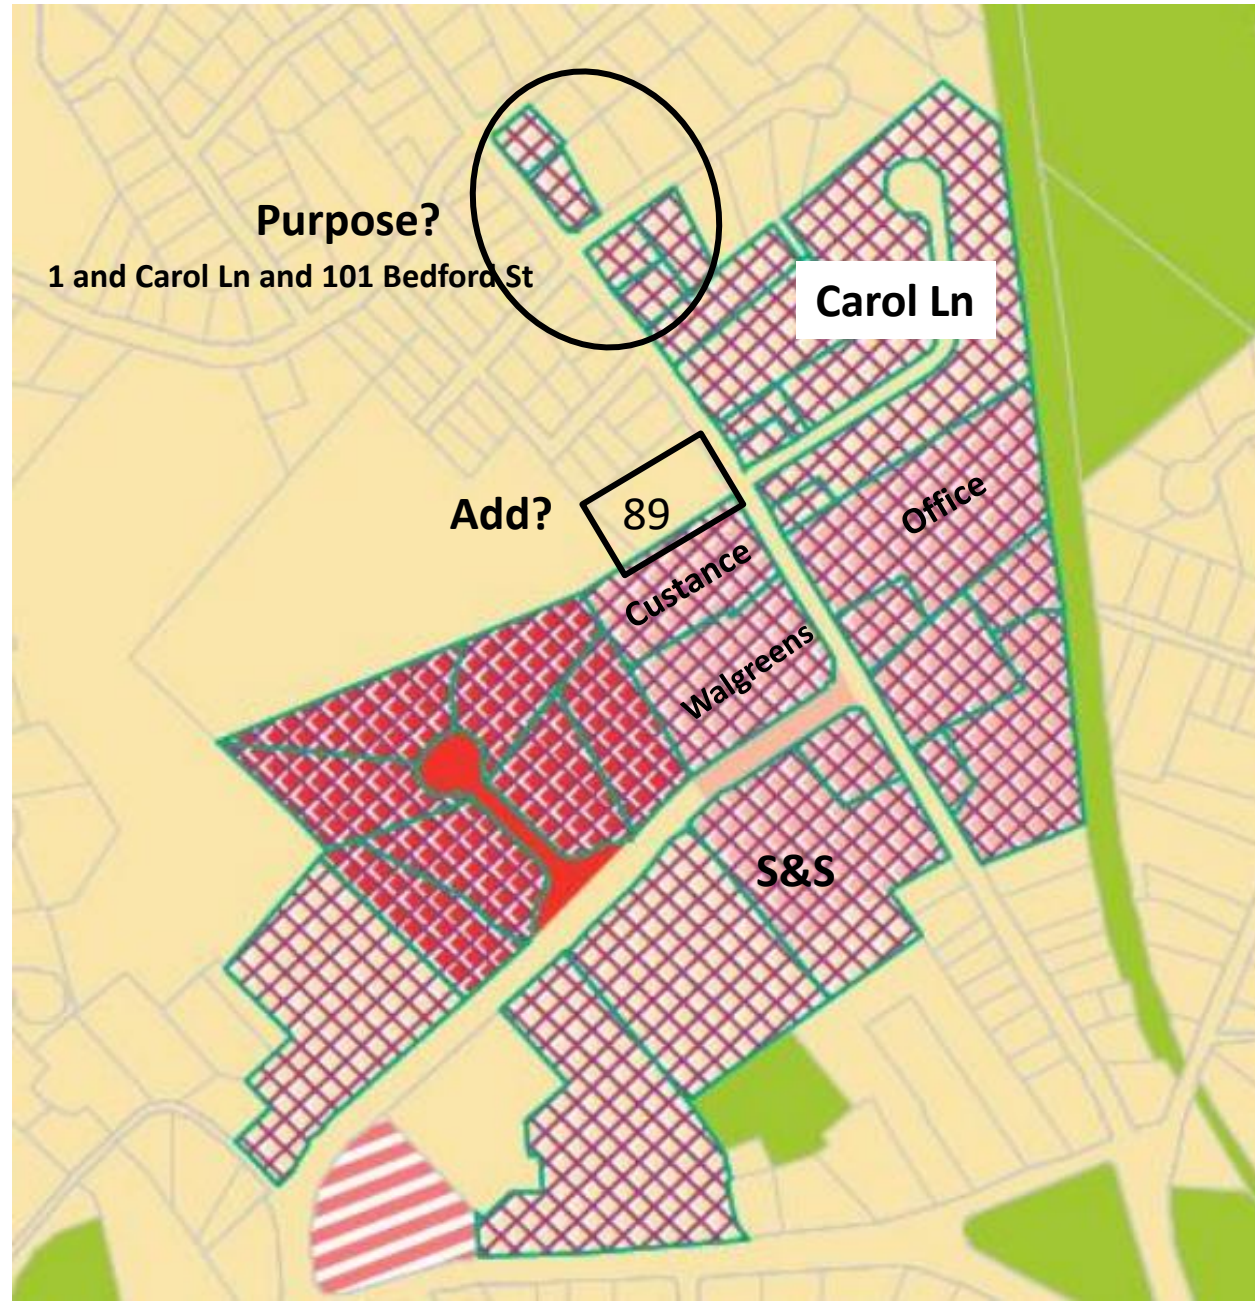 Purpose?
1 and Carol Ln and 101 Bedford St
Carol Ln
Add?
89
Office
Custance
Walgreens
S&S